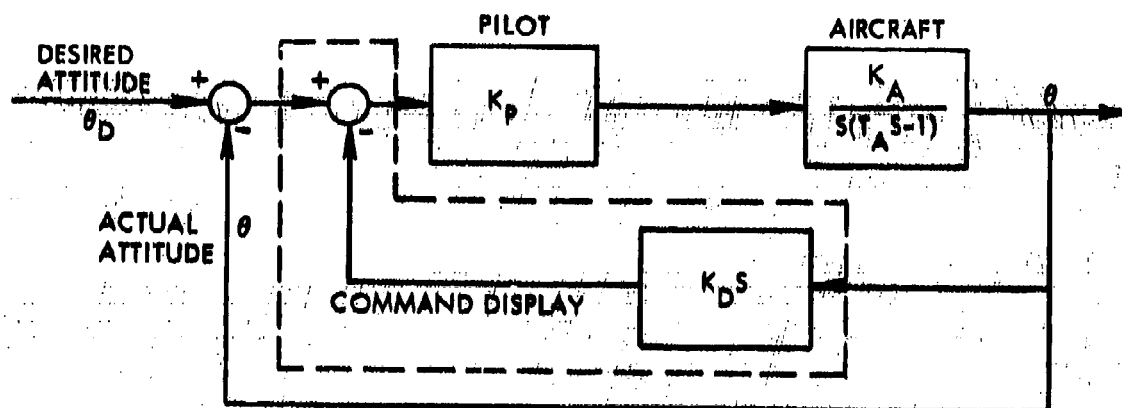 PILOT
AIRCRAFT
DESIRED
ATTITUDE
θD
+
-
+
-
KP
KA
S(TAS-1)
θ
ACTUAL
ATTITUDE
θ
COMMAND DISPLAY
KDS